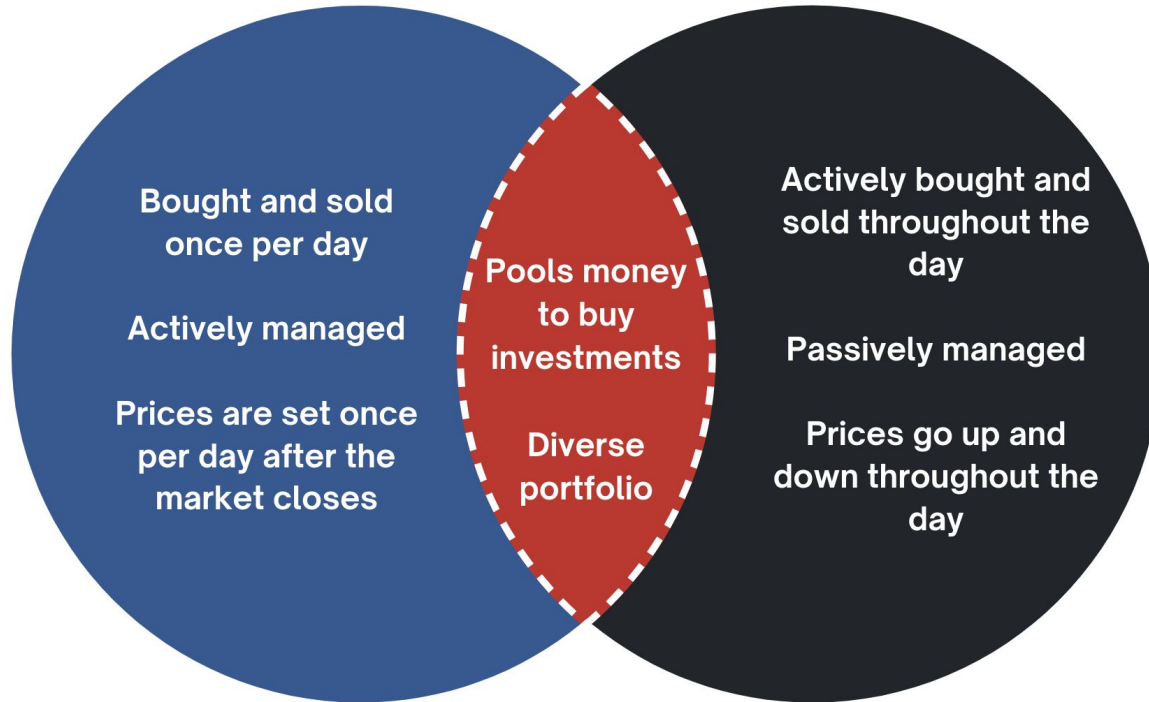 Bought and sold
once per day
Actively managed
Prices are set once
per day after the
market closes
Pools money
to buy
investments
Diverse
portfolio
Actively bought and
sold throughout the
day
Passively managed
Prices go up and
down throughout the
day